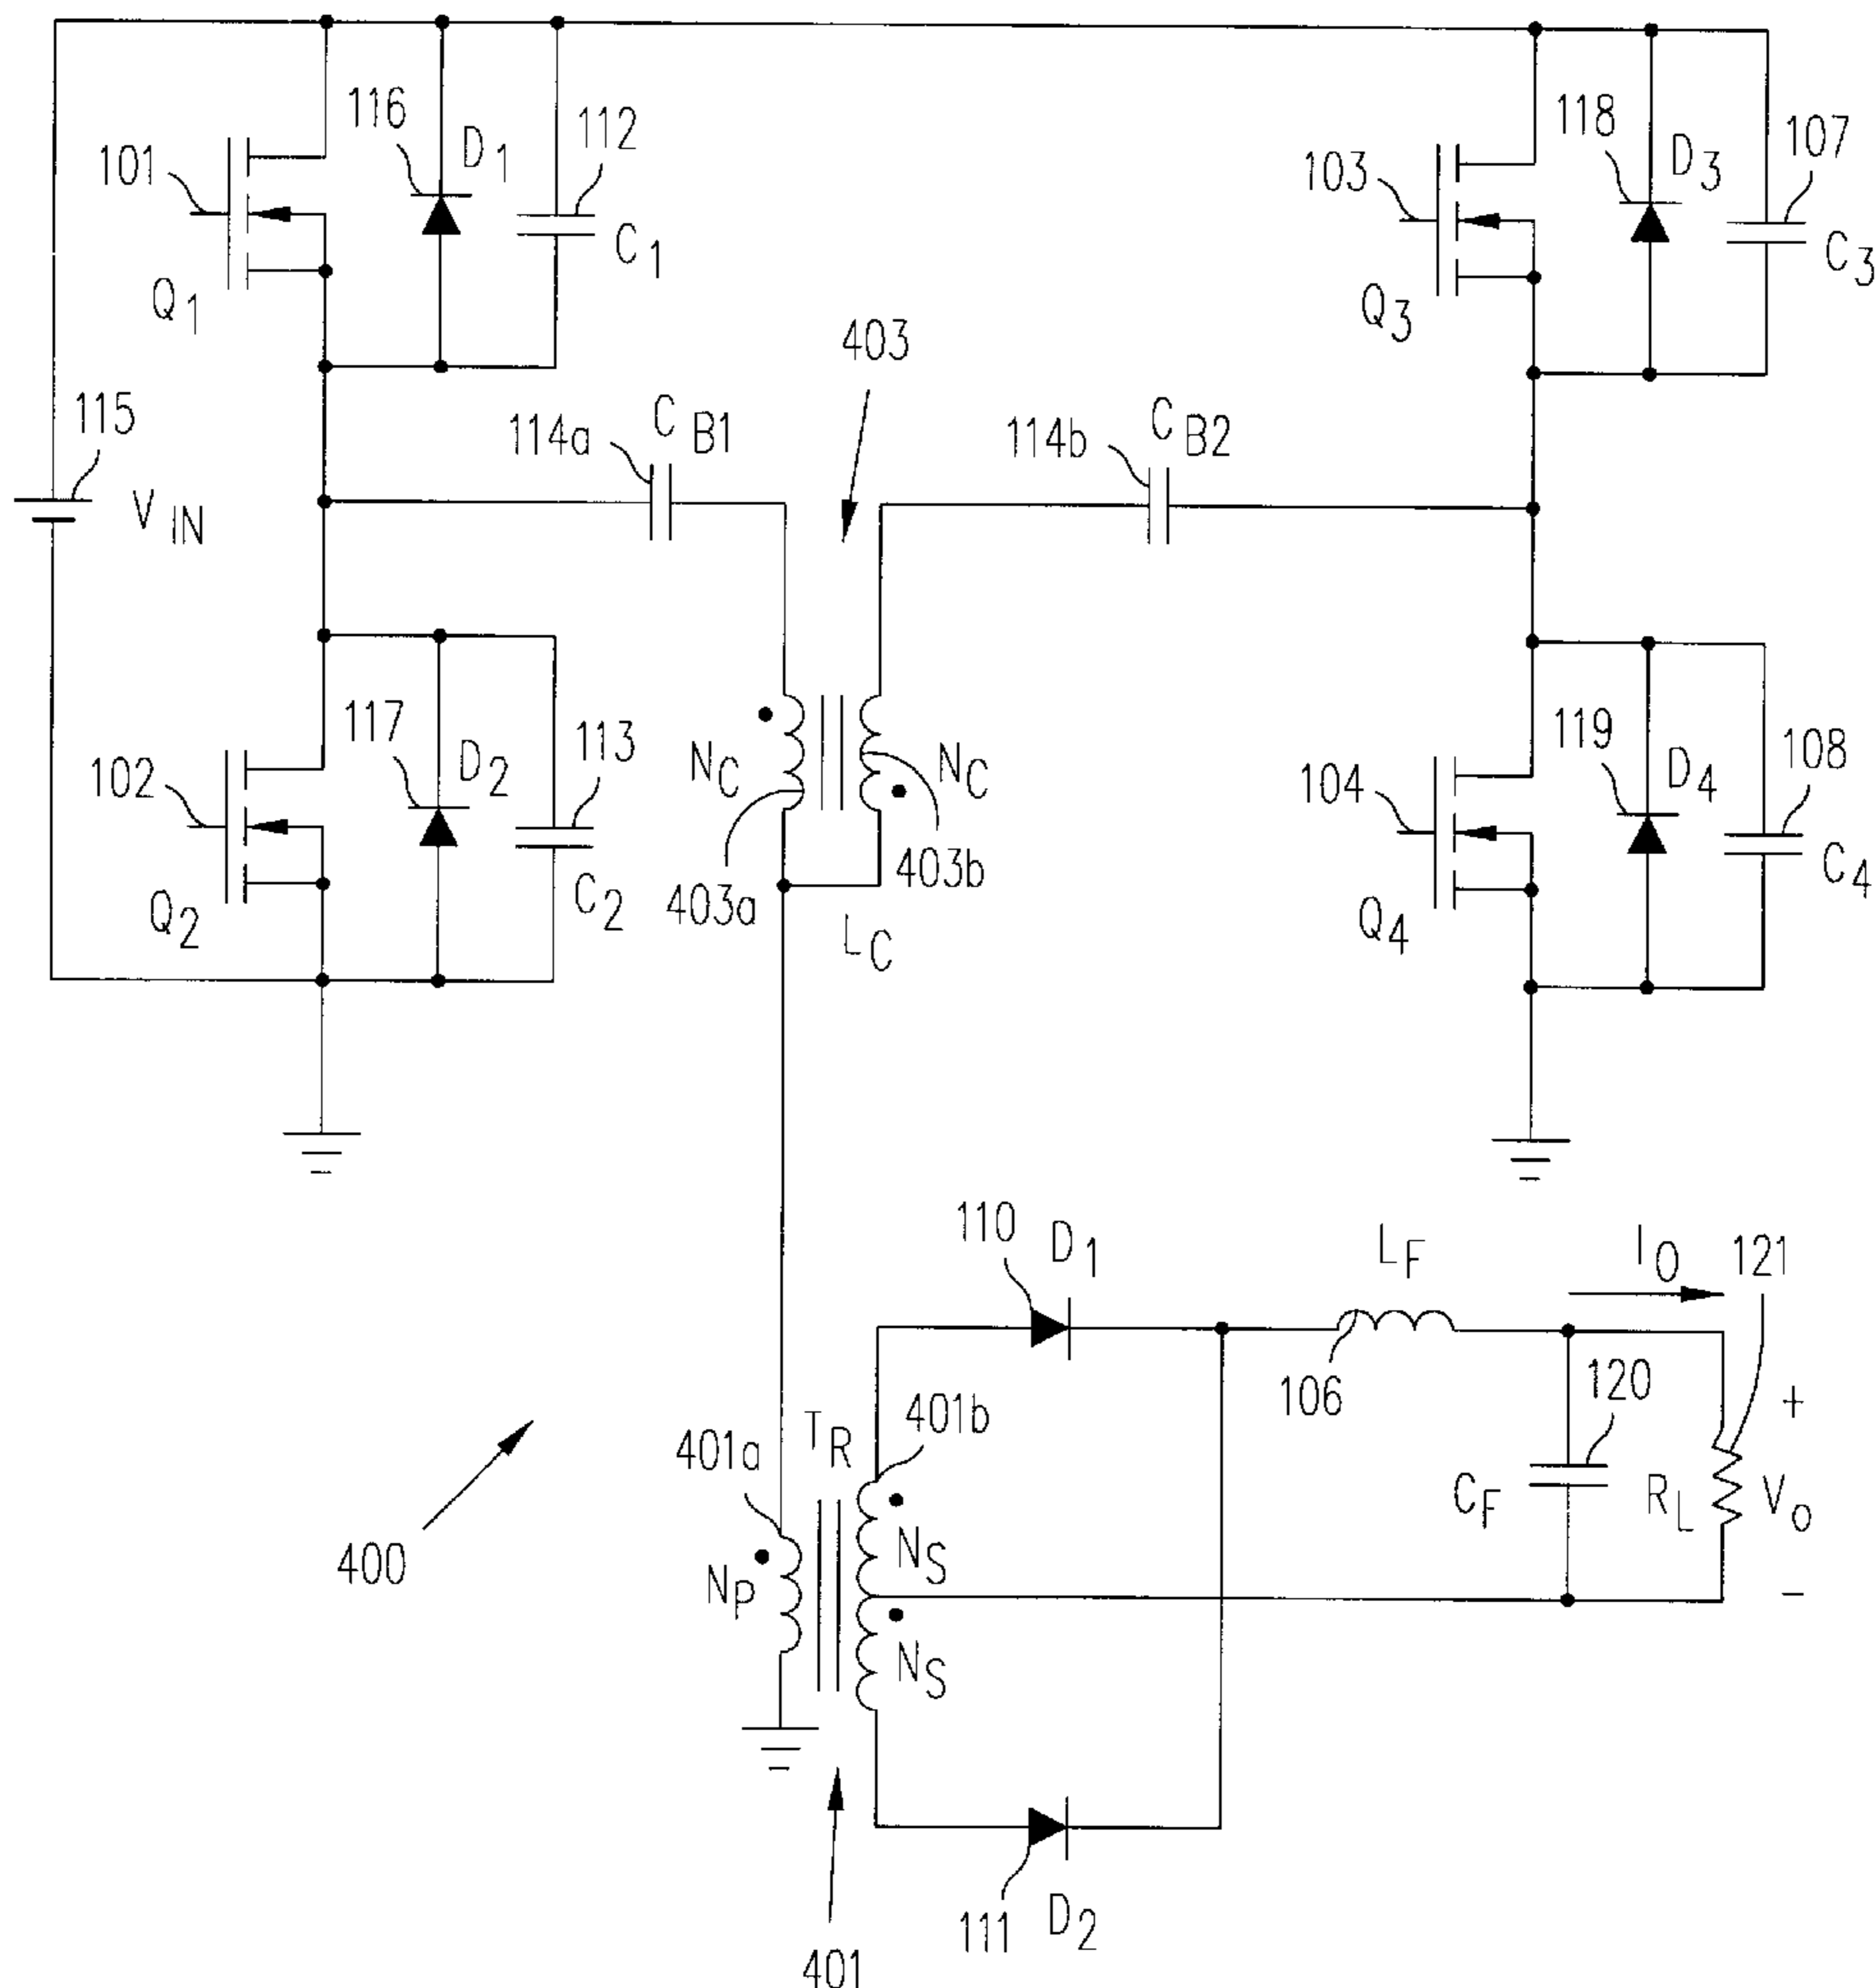 116
D1
112
101
C1
Q1
118
D3
107
103
C3
Q3
403
115
VIN
114a
CB1
114b
CB2
117
D2
113
102
C2
Q2
NC
NC
403a
403b
LC
119
D4
108
104
C4
Q4
110
D1
LF
IO
121
106
120
401a
TR
401b
CF
RL
+
Vo
−
400
NP
NS
NS
111
D2
401